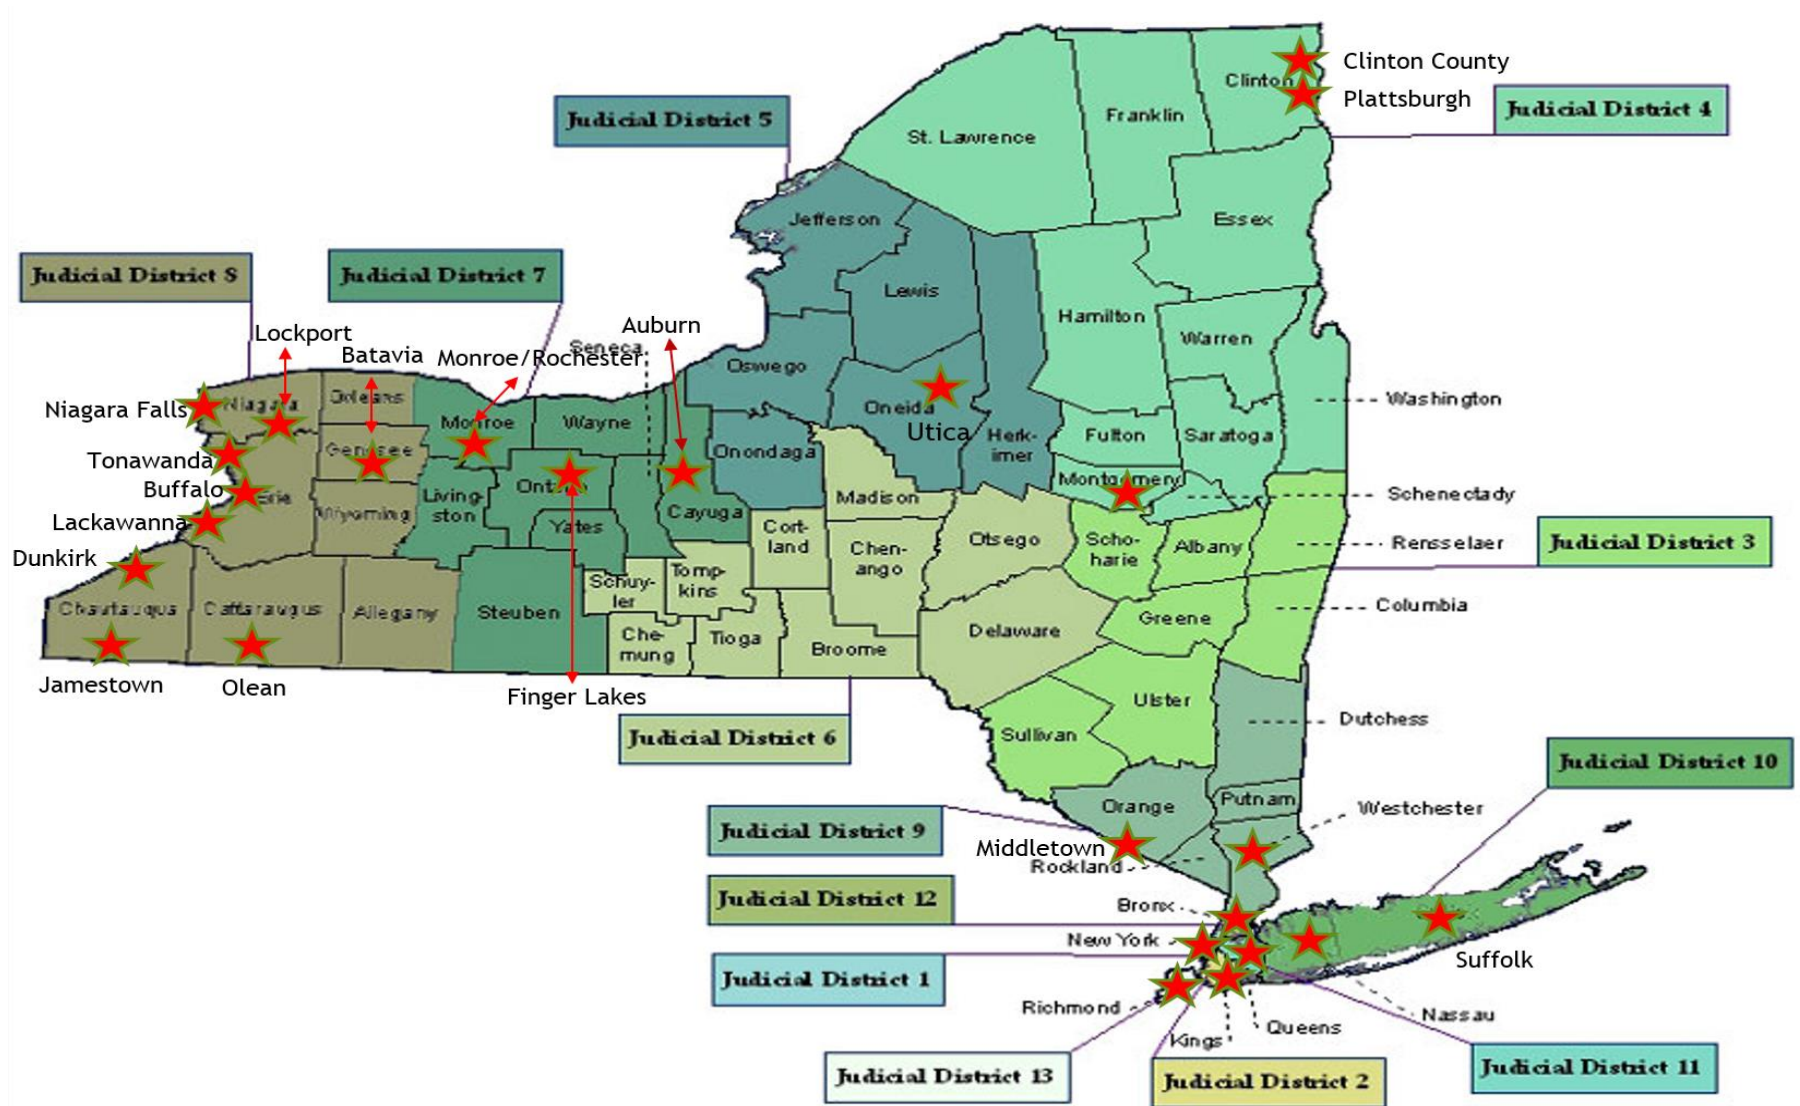 Clinton County
Clinton
Plattsburgh
Judicial District 4
Judicial District 5
Franklin
St. Lawrence
Jefferson
Essex
Judicial District 8
Judicial District 7
Lewis
Hamilton
Lockport
Auburn
Batavia
Monroe/Rochester
Seneca
Warren
Oswego
Niagara Falls
Niagara
Orleans
Monroe
Wayne
Oneida
Utica
Washington
Herk-
imer
Fulton
Saratoga
Tonawanda
Genesee
Onondaga
Buffalo
Erie
Ontario
Montgomery
Schenectady
Living-
ston
Madison
Lackawanna
Wyoming
Cayuga
Yates
Cort-
land
Otsego
Scho-
harie
Albany
Rensselaer
Judicial District 3
Dunkirk
Chen-
ango
Schuy-
ler
Tomp-
kins
Chautauqua
Cattaraugus
Allegany
Steuben
Columbia
Greene
Che-
mung
Tioga
Broome
Delaware
Jamestown
Olean
Finger Lakes
Ulster
Dutchess
Judicial District 6
Sullivan
Judicial District 10
Orange
Putnam
Westchester
Judicial District 9
Middletown
Rockland
Judicial District 12
Bronx
New York
Suffolk
Judicial District 1
Richmond
Nassau
Queens
Kings
Judicial District 13
Judicial District 2
Judicial District 11